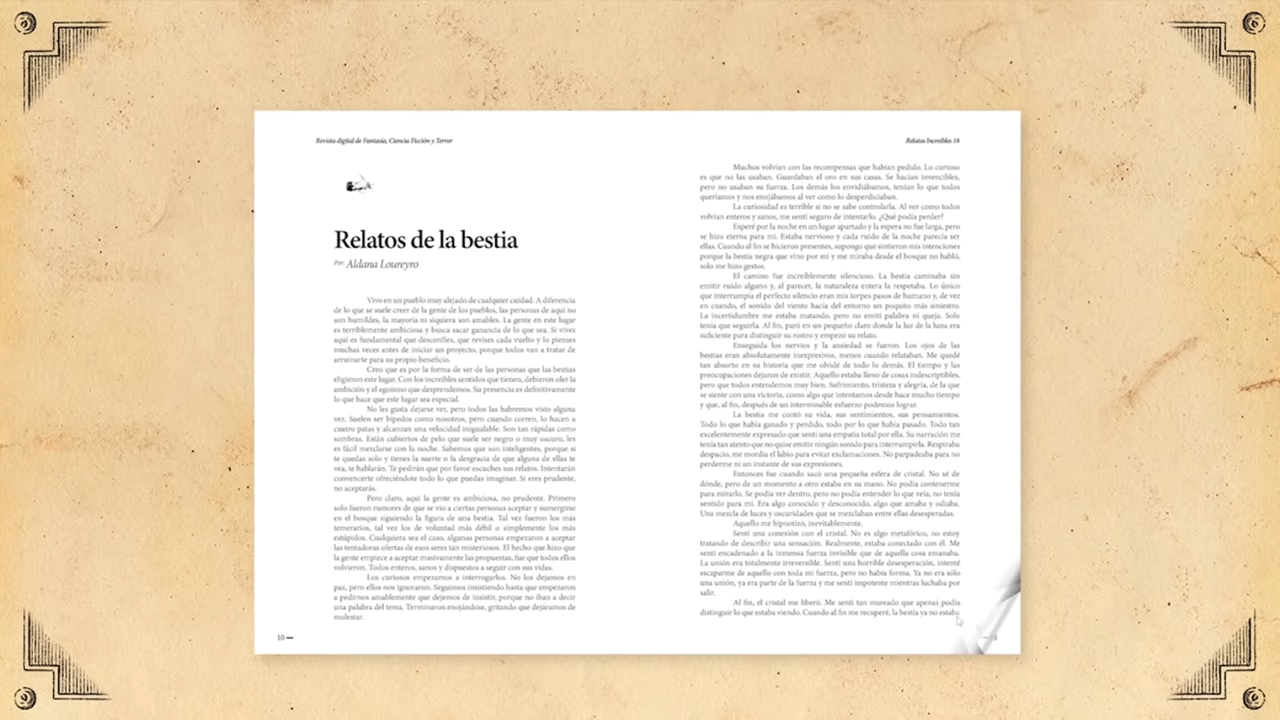 Revista digital de Fantasía, Ciencia Ficción y Terror
Relatos de la bestia
Por Aldana Loureyro
Vivo en un pueblo muy alejado de cualquier cuidad. A diferencia
de lo que se suele creer de la gente de los pueblos, las personas de aquí no
son humildes, la mayoría ni siquiera son amables. La gente en este lugar
es terriblemente ambiciosa y busca sacar ganancia de lo que sea. Si vives
aquí es fundamental que desconfíes, que revises cada vuelto y lo pienses
muchas veces antes de iniciar un proyecto, porque todos van a tratar de
arruinarte para su propio beneficio.
Creo que es por la forma de ser de las personas que las bestias
eligieron este lugar. Con los increíbles sentidos que tienen, debieron oler la
ambición y el egoísmo que desprendemos. Su presencia es definitivamente
lo que hace que este lugar sea especial.
No les gusta dejarse ver, pero todos las habremos visto alguna
vez. Suelen ser bípedos como nosotros, pero cuando corren, lo hacen a
cuatro patas y alcanzan una velocidad inigualable. Son tan rápidas como
sombras. Están cubiertos de pelo que suele ser negro o muy oscuro, les
es fácil mezclarse con la noche. Sabemos que son inteligentes, porque si
te quedas solo y tienes la suerte o la desgracia de que alguna de ellas te
vea, te hablarán. Te pedirán que por favor escuches sus relatos. Intentarán
convencerte ofreciéndote todo lo que puedas imaginar. Si eres prudente,
no aceptarás.
Pero claro, aquí la gente es ambiciosa, no prudente. Primero
solo fueron rumores de que se vio a ciertas personas aceptar y sumergirse
en el bosque siguiendo la figura de una bestia. Tal vez fueron los más
temerarios, tal vez los de voluntad más débil o simplemente los más
estúpidos. Cualquiera sea el caso, algunas personas empezaron a aceptar
las tentadoras ofertas de esos seres tan misteriosos. El hecho que hizo que
la gente empiece a aceptar masivamente las propuestas, fue que todos ellos
volvieron. Todos enteros, sanos y dispuestos a seguir con sus vidas.
Los curiosos empezamos a interrogarlos. No los dejamos en
paz, pero ellos nos ignoraron. Seguimos insistiendo hasta que empezaron
a pedirnos amablemente que dejemos de insistir, porque no iban a decir
una palabra del tema. Terminaron enojándose, gritando que dejáramos de
molestar.
10
Relatos Increíbles 18
Muchos volvían con las recompensas que habían pedido. Lo curioso
es que no las usaban. Guardaban el oro en sus casas. Se hacían invencibles,
pero no usaban su fuerza. Los demás los envidiábamos, tenían lo que todos
queríamos y nos enojábamos al ver como lo desperdiciaban.
La curiosidad es terrible si no se sabe controlarla. Al ver como todos
volvían enteros y sanos, me sentí seguro de intentarlo. ¿Qué podía perder?
Esperé por la noche en un lugar apartado y la espera no fue larga, pero
se hizo eterna para mí. Estaba nervioso y cada ruido de la noche parecía ser
ellas. Cuando al fin se hicieron presentes, supongo que sintieron mis intenciones
porque la bestia negra que vino por mí y me miraba desde el bosque no habló,
solo me hizo gestos.
El camino fue increíblemente silencioso. La bestia caminaba sin
emitir ruido alguno y, al parecer, la naturaleza entera la respetaba. Lo único
que interrumpía el perfecto silencio eran mis torpes pasos de humano y, de vez
en cuando, el sonido del viento hacía del entorno un poquito más siniestro.
La incertidumbre me estaba matando, pero no emití palabra ni queja. Solo
tenía que seguirla. Al fin, paró en un pequeño claro donde la luz de la luna era
suficiente para distinguir su rostro y empezó su relato.
Enseguida los nervios y la ansiedad se fueron. Los ojos de las
bestias eran absolutamente inexpresivos, menos cuando relataban. Me quedé
tan absorto en su historia que me olvidé de todo lo demás. El tiempo y las
preocupaciones dejaron de existir. Aquello estaba lleno de cosas indescriptibles,
pero que todos entendemos muy bien. Sufrimiento, tristeza y alegría, de la que
se siente con una victoria, como algo que intentamos desde hace mucho tiempo
y que, al fin, después de un interminable esfuerzo podemos lograr.
La bestia me contó su vida, sus sentimientos, sus pensamientos.
Todo lo que había ganado y perdido, todo por lo que había pasado. Todo tan
excelentemente expresado que sentí una empatía total por ella. Su narración me
tenía tan atento que no quise emitir ningún sonido para interrumpirla. Respiraba
despacio, me mordía el labio para evitar exclamaciones. No parpadeaba para no
perderme ni un instante de sus expresiones.
Entonces fue cuando sacó una pequeña esfera de cristal. No sé de
dónde, pero de un momento a otro estaba en su mano. No podía contenerme
para mirarlo. Se podía ver dentro, pero no podía entender lo que veía, no tenía
sentido para mí. Era algo conocido y desconocido, algo que amaba y odiaba.
Una mezcla de luces y oscuridades que se mezclaban entre ellas desesperadas.
Aquello me hipnotizó, inevitablemente.
Sentí una conexión con el cristal. No es algo metafórico, no estoy
tratando de describir una sensación. Realmente, estaba conectado con él. Me
sentí encadenado a la inmensa fuerza invisible que de aquella cosa emanaba.
La unión era totalmente irreversible. Sentí una horrible desesperación, intenté
escaparme de aquello con toda mi fuerza, pero no había forma. Ya no era sólo
una unión, ya era parte de la fuerza y me sentí impotente mientras luchaba por
salir.
Al fin, el cristal me liberó. Me sentí tan mareado que apenas podía
distinguir lo que estaba viendo. Cuando al fin me recuperé, la bestia ya no estaba